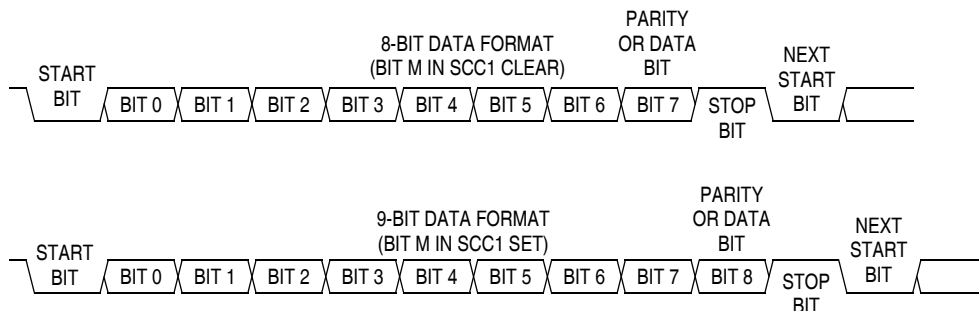 8-BIT DATA FORMAT
(BIT M IN SCC1 CLEAR)
PARITY
OR DATA
BIT
START
BIT
BIT 0 BIT 1 BIT 2 BIT 3 BIT 4 BIT 5 BIT 6 BIT 7
STOP
BIT
NEXT
START
BIT
9-BIT DATA FORMAT
(BIT M IN SCC1 SET)
PARITY
OR DATA
BIT
START
BIT
BIT 0 BIT 1 BIT 2 BIT 3 BIT 4 BIT 5 BIT 6 BIT 7 BIT 8
STOP
BIT
NEXT
START
BIT